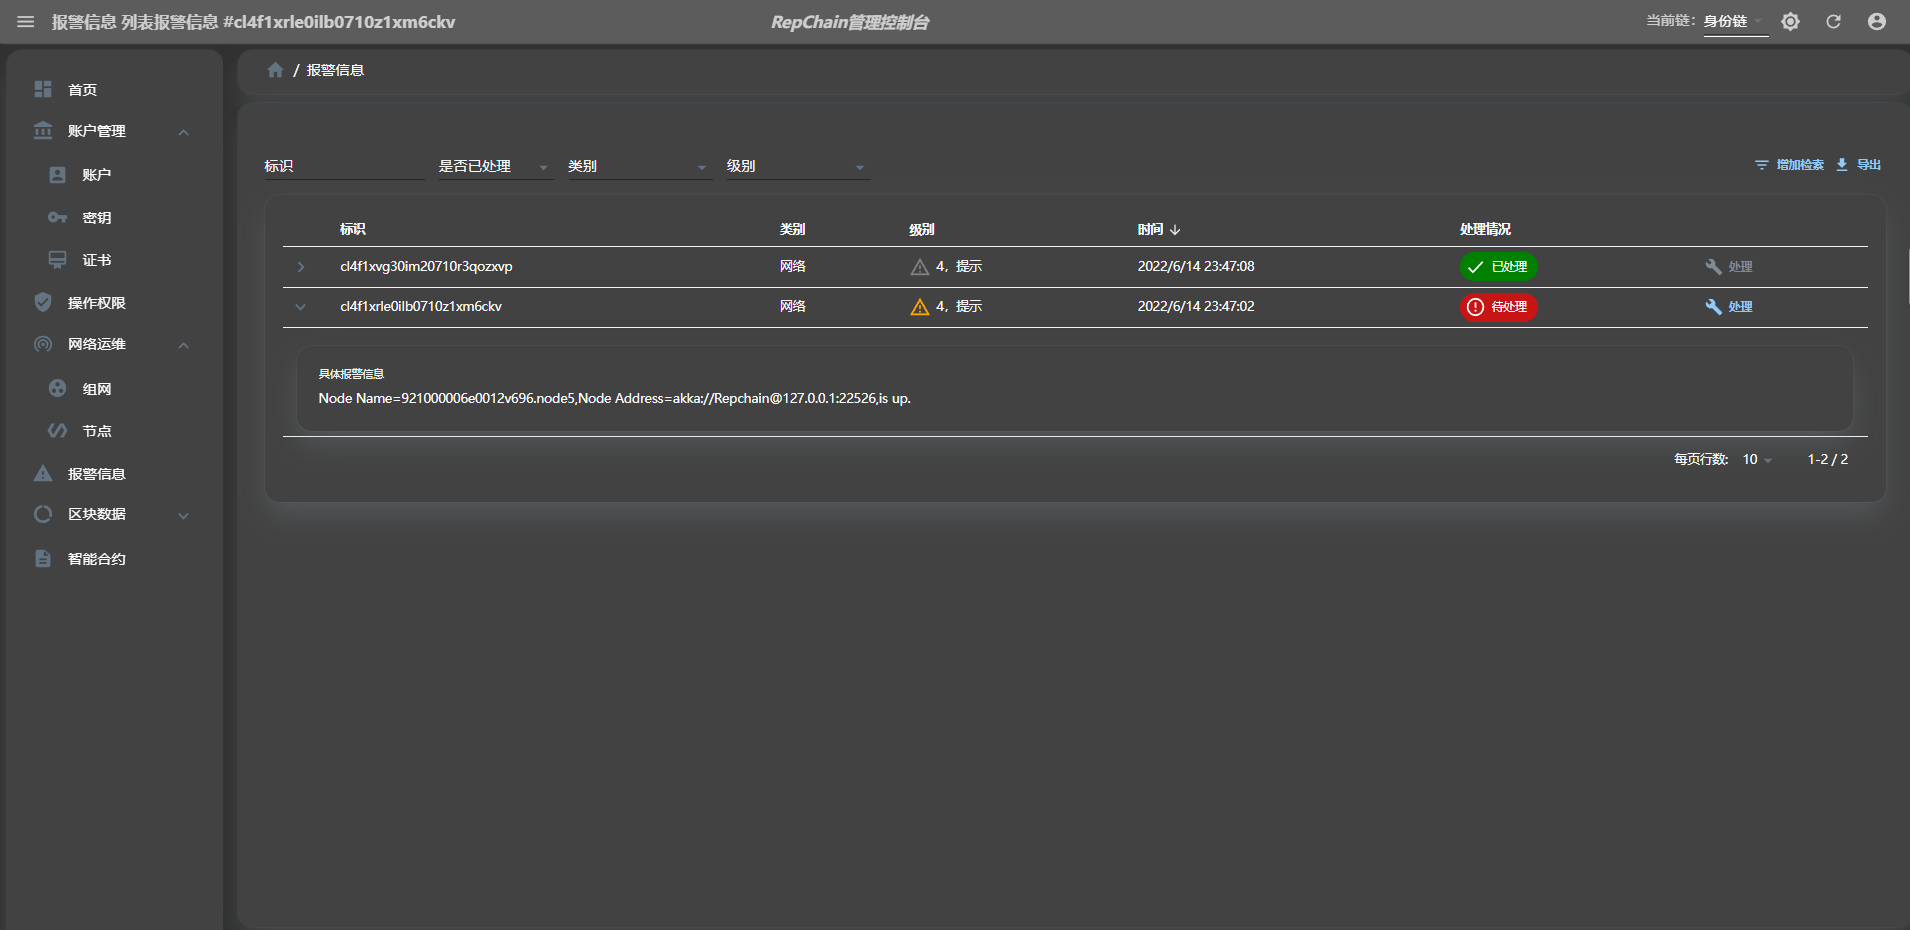 报警信息 列表报警信息 #cl4f1xrle0ilb0710z1xm6ckv
RepChain管理控制台
当前链: 身份链
首页
账户管理
账户
密钥
证书
操作权限
网络运维
组网
节点
报警信息
区块数据
智能合约
/ 报警信息
标识 是否已处理 类别 级别
增加检索 导出
标识 类别 级别 时间 处理情况
cl4f1xvg30im20710r3qozxvp 网络 4，提示 2022/6/14 23:47:08 已处理 处理
cl4f1xrle0ilb0710z1xm6ckv 网络 4，提示 2022/6/14 23:47:02 待处理 处理
具体报警信息
Node Name=921000006e0012v696.node5,Node Address=akka://Repchain@127.0.0.1:22526,is up.
每页行数: 10 1-2 / 2